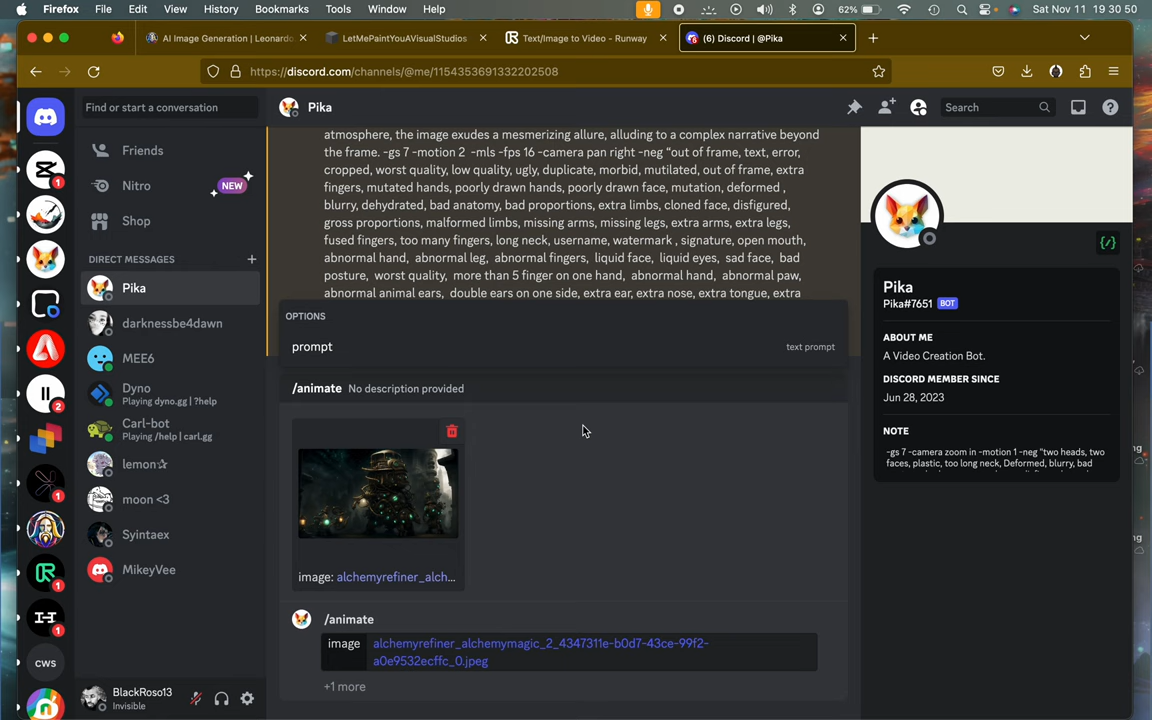 Firefox File Edit View History Bookmarks Tools Window Help 62% Sat Nov 11 19 30 50
AI Image Generation | Leonardo LetMePaintYouAVisualStudios Text/Image to Video - Runway (6) Discord | @Pika
https://discord.com/channels/@me/1154353691332202508
Find or start a conversation
Pika
Search
Friends
Nitro
NEW
Shop
DIRECT MESSAGES
Pika
darknessbe4dawn
MEE6
Dyno
Playing dyno.gg | ?help
Carl-bot
Playing /help | carl.gg
lemon
moon <3
Syintaex
MikeyVee
BlackRoso13
Invisible
1
2
1
1
1
CWS
atmosphere, the image exudes a mesmerizing allure, alluding to a complex narrative beyond
the frame. -gs 7 -motion 2 -mls -fps 16 -camera pan right -neg "out of frame, text, error,
cropped, worst quality, low quality, ugly, duplicate, morbid, mutilated, out of frame, extra
fingers, mutated hands, poorly drawn hands, poorly drawn face, mutation, deformed ,
blurry, dehydrated, bad anatomy, bad proportions, extra limbs, cloned face, disfigured,
gross proportions, malformed limbs, missing arms, missing legs, extra arms, extra legs,
fused fingers, too many fingers, long neck, username, watermark , signature, open mouth,
abnormal hand, abnormal leg, abnormal fingers, liquid face, liquid eyes, sad face, bad
posture, worst quality, more than 5 finger on one hand, abnormal hand, abnormal paw,
abnormal animal ears, double ears on one side, extra ear, extra nose, extra tongue, extra
OPTIONS
prompt text prompt
/animate No description provided
image: alchemyrefiner_alch...
/animate
image alchemyrefiner_alchemymagic_2_4347311e-b0d7-43ce-99f2-
a0e9532ecffc_0.jpeg
+1 more
Pika
Pika#7651 BOT
ABOUT ME
A Video Creation Bot.
DISCORD MEMBER SINCE
Jun 28, 2023
NOTE
-gs 7 -camera zoom in -motion 1 -neg "two heads, two
faces, plastic, too long neck, Deformed, blurry, bad
ng
ng